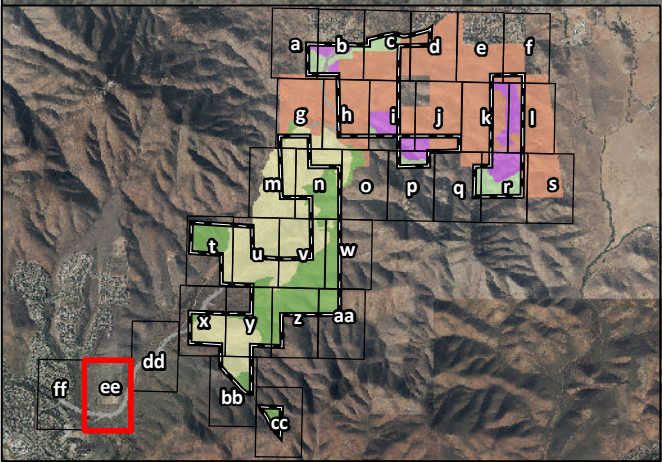 a b c d e f
g h i j k l
m n o p q r s
t u v w
x y z aa
bb
cc
dd
ee
ff